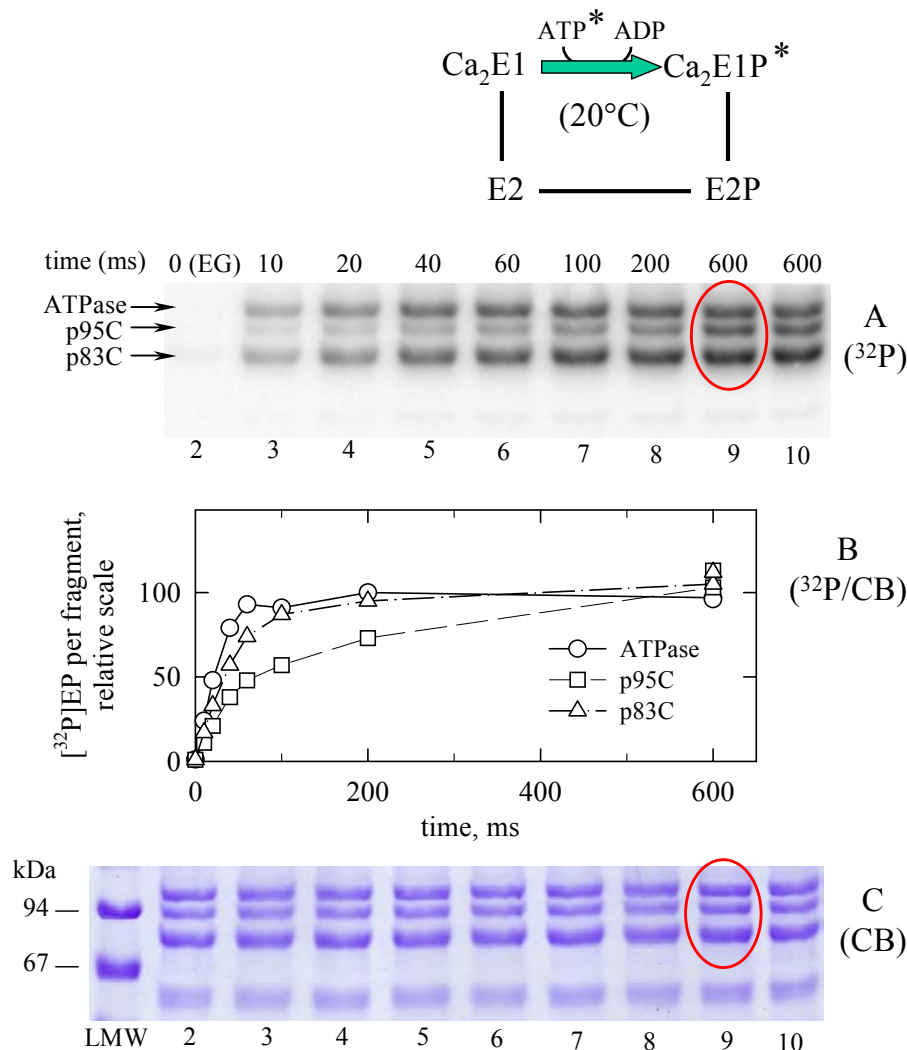 ATP* ADP
Ca₂E1 Ca₂E1P*
(20°C)
E2 E2P
time (ms) 0 (EG) 10 20 40 60 100 200 600 600
ATPase
p95C
p83C
A
(³²P)
2 3 4 5 6 7 8 9 10
[³²P]EP per fragment,
relative scale
100
50
0
B
(³²P/CB)
ATPase
p95C
p83C
0 200 400 600
time, ms
kDa
94
67
C
(CB)
LMW 2 3 4 5 6 7 8 9 10